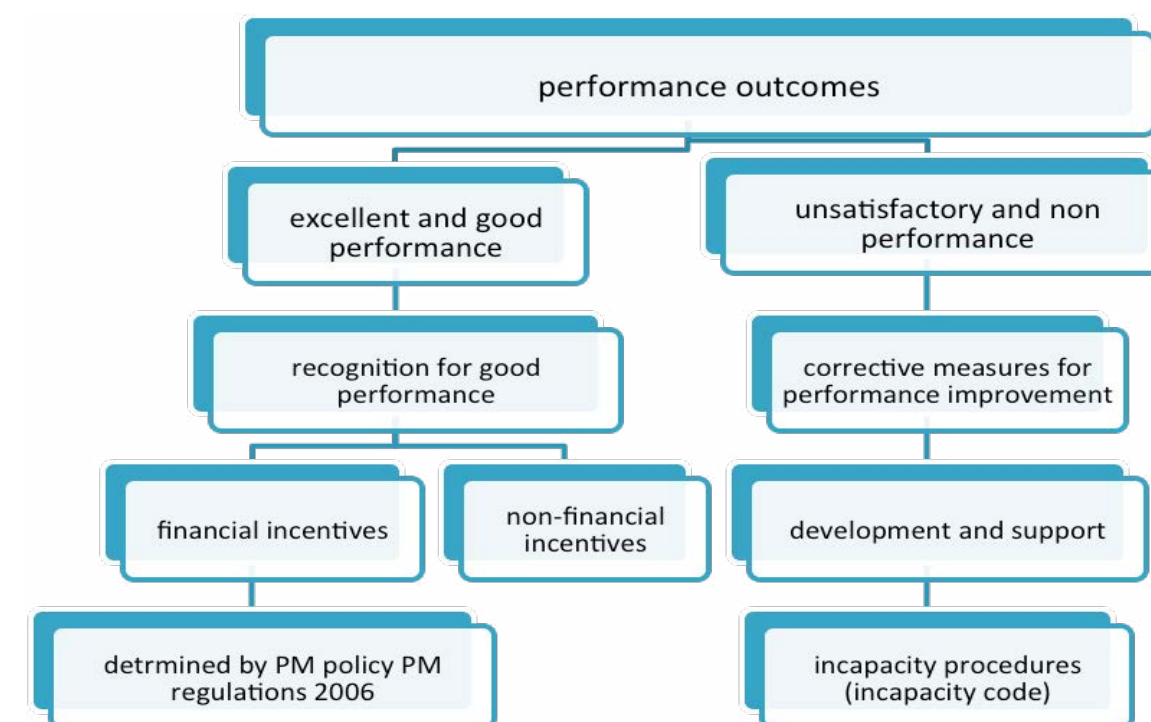 performance outcomes
excellent and good
performance
unsatisfactory and non
performance
recognition for good
performance
corrective measures for
performance improvement
financial incentives
non-financial
incentives
development and support
detrmined by PM policy PM
regulations 2006
incapacity procedures
(incapacity code)